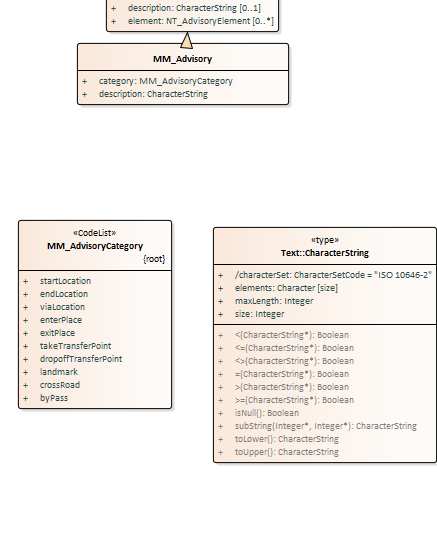 + description: CharacterString [0..1]
+ element: NT_AdvisoryElement [0..*]
MM_Advisory
+ category: MM_AdvisoryCategory
+ description: CharacterString
«CodeList»
MM_AdvisoryCategory
{root}
+ startLocation
+ endLocation
+ viaLocation
+ enterPlace
+ exitPlace
+ takeTransferPoint
+ dropoffTransferPoint
+ landmark
+ crossRoad
+ byPass
«type»
Text::CharacterString
+ /characterSet: CharacterSetCode = "ISO 10646-2"
+ elements: Character [size]
+ maxLength: Integer
+ size: Integer
+ <(CharacterString*): Boolean
+ <=(CharacterString*): Boolean
+ <>(CharacterString*): Boolean
+ =(CharacterString*): Boolean
+ >(CharacterString*): Boolean
+ >=(CharacterString*): Boolean
+ isNull(): Boolean
+ subString(Integer*, Integer*): CharacterString
+ toLower(): CharacterString
+ toUpper(): CharacterString